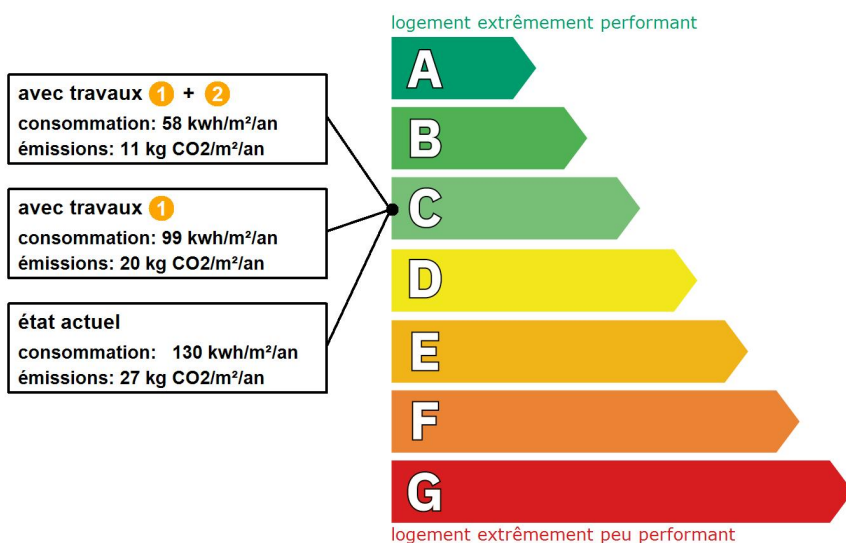 logement extrêmement performant
avec travaux 1 + 2
consommation: 58 kwh/m²/an
émissions: 11 kg CO2/m²/an
avec travaux 1
consommation: 99 kwh/m²/an
émissions: 20 kg CO2/m²/an
état actuel
consommation: 130 kwh/m²/an
émissions: 27 kg CO2/m²/an
A
B
C
D
E
F
G
logement extrêmement peu performant